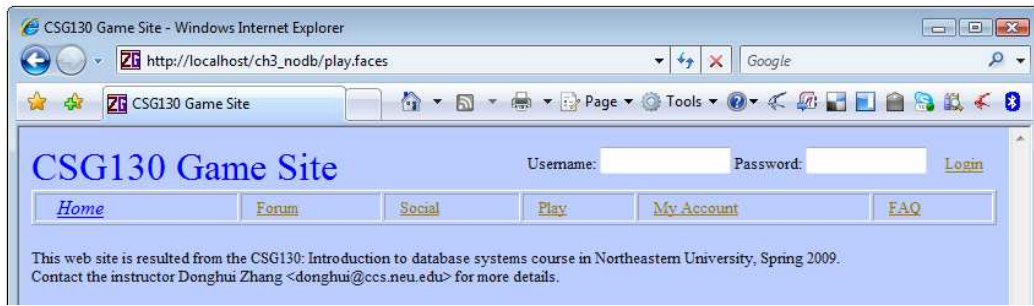 CSG130 Game Site - Windows Internet Explorer
ZG http://localhost/ch3_nodb/play.faces Google
ZG CSG130 Game Site Page Tools
CSG130 Game Site Username: Password: Login
Home Forum Social Play My Account FAQ
This web site is resulted from the CSG130: Introduction to database systems course in Northeastern University, Spring 2009.
Contact the instructor Donghui Zhang <donghui@ccs.neu.edu> for more details.